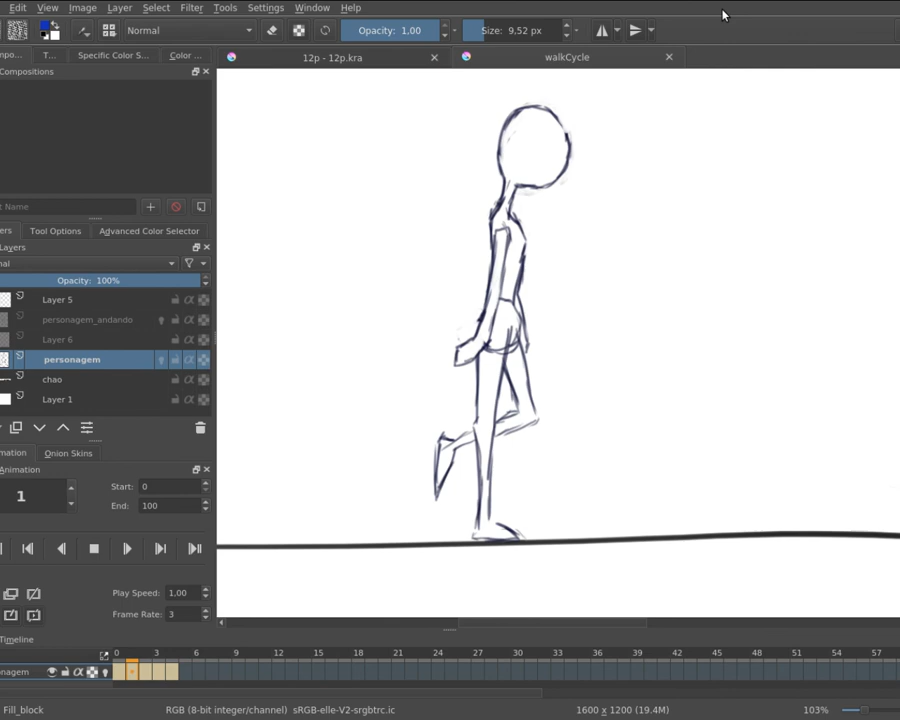 Edit View Image Layer Select Filter Tools Settings Window Help
Normal Opacity: 1,00 Size: 9,52 px
T... Specific Color S... Color ...
12p - 12p.kra walkCycle
Compositions
t Name
Tool Options Advanced Color Selector
Layers
Opacity: 100%
Layer 5
personagem_andando
Layer 6
personagem
chao
Layer 1
Onion Skins
Animation
1 Start: 0
End: 100
Play Speed: 1,00
Frame Rate: 3
Timeline
0 3 6 9 12 15 18 21 24 27 30 33 36 39 42 45 48 51 54 57
Fill_block RGB (8-bit integer/channel) sRGB-elle-V2-srgbtrc.ic 1600 x 1200 (19.4M) 103%